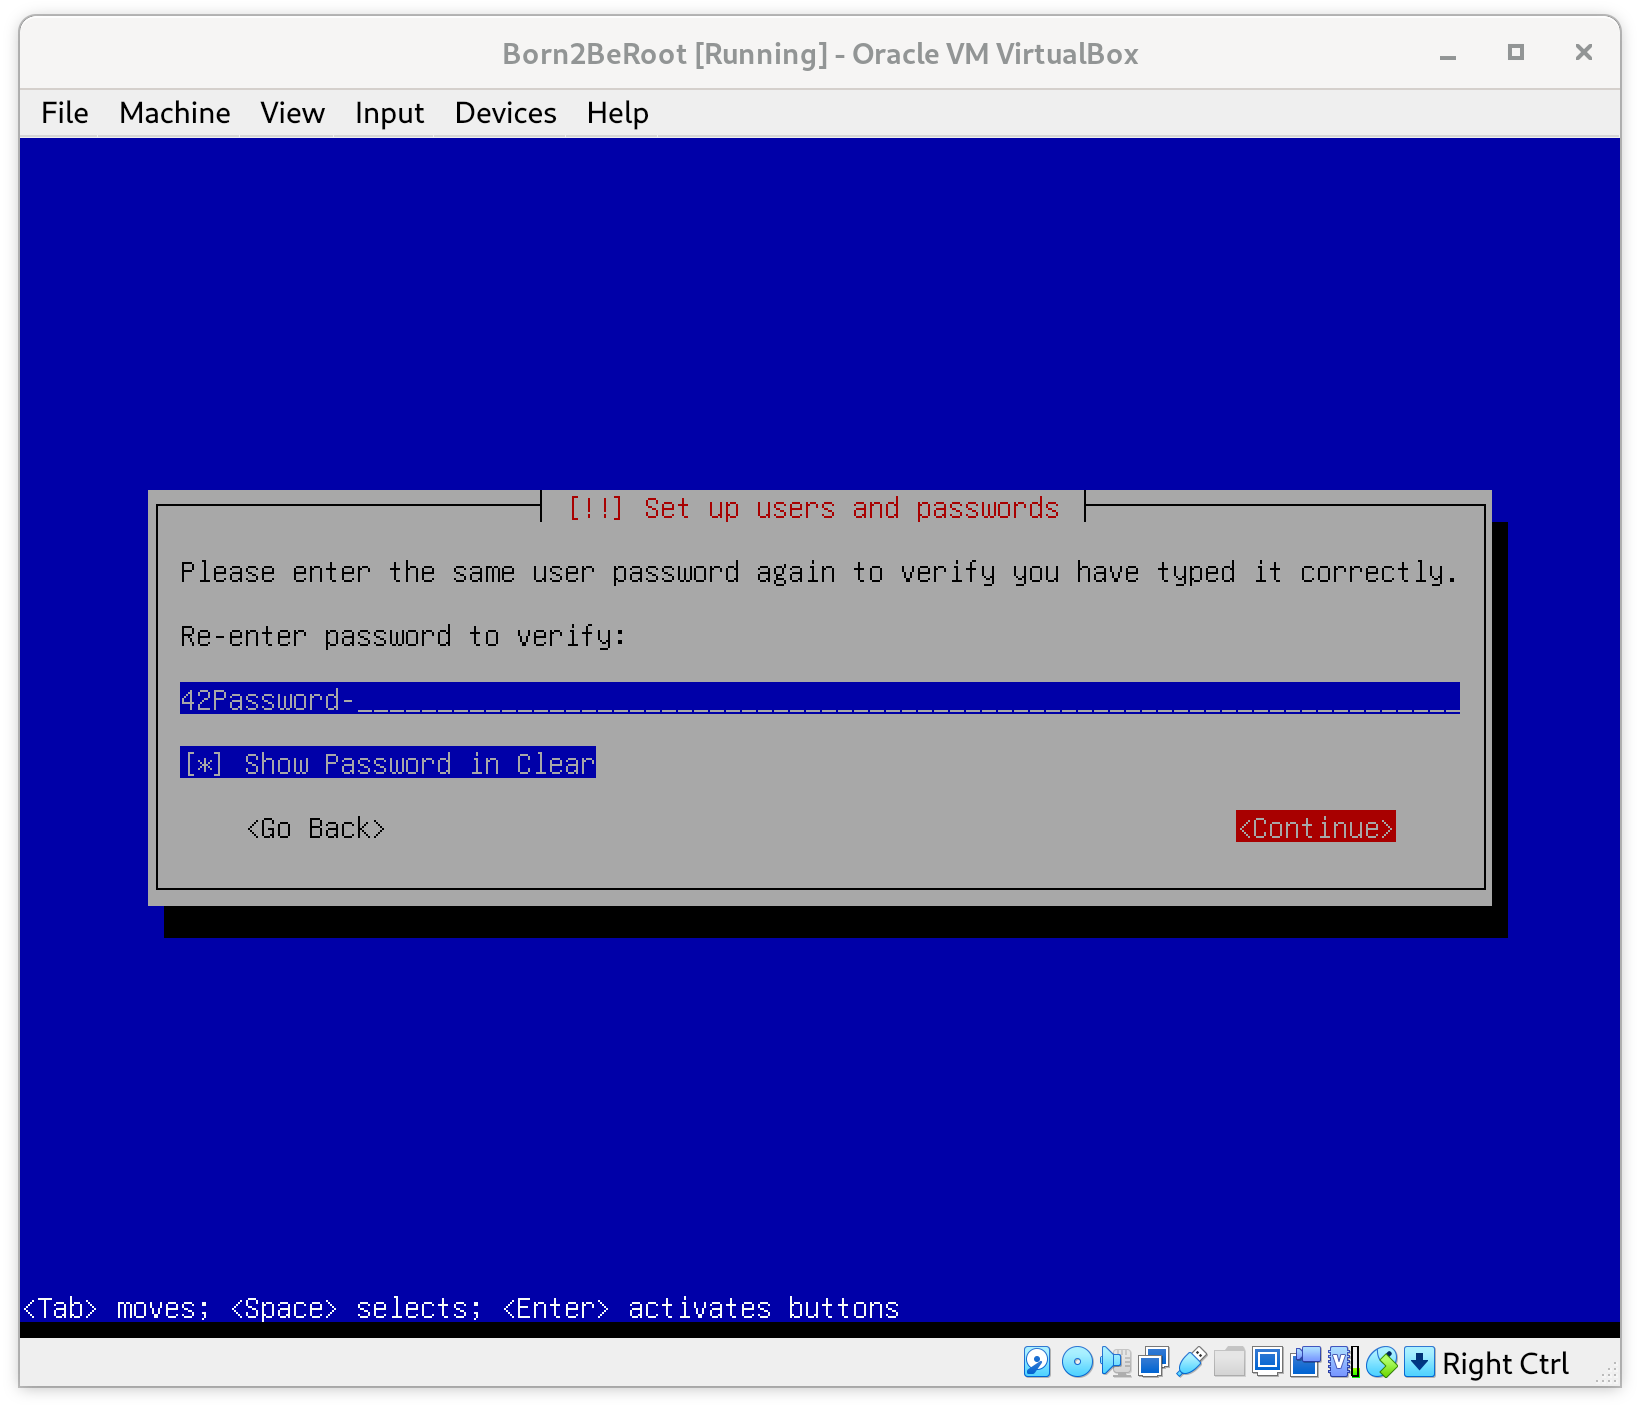 Born2BeRoot [Running] - Oracle VM VirtualBox
File Machine View Input Devices Help
[!!] Set up users and passwords
Please enter the same user password again to verify you have typed it correctly.
Re-enter password to verify:
42Password-_____________________________________________________________________
[*] Show Password in Clear
<Go Back> <Continue>
<Tab> moves; <Space> selects; <Enter> activates buttons
Right Ctrl